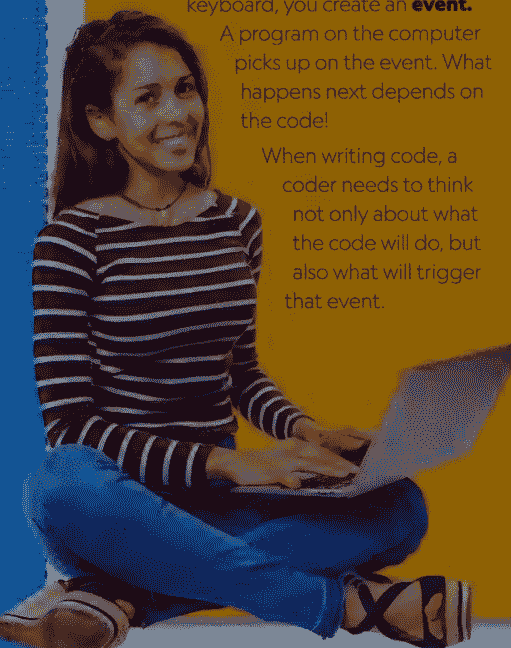 keyboard, you create an event.
A program on the computer
picks up on the event. What
happens next depends on
the code!
When writing code, a
coder needs to think
not only about what
the code will do, but
also what will trigger
that event.